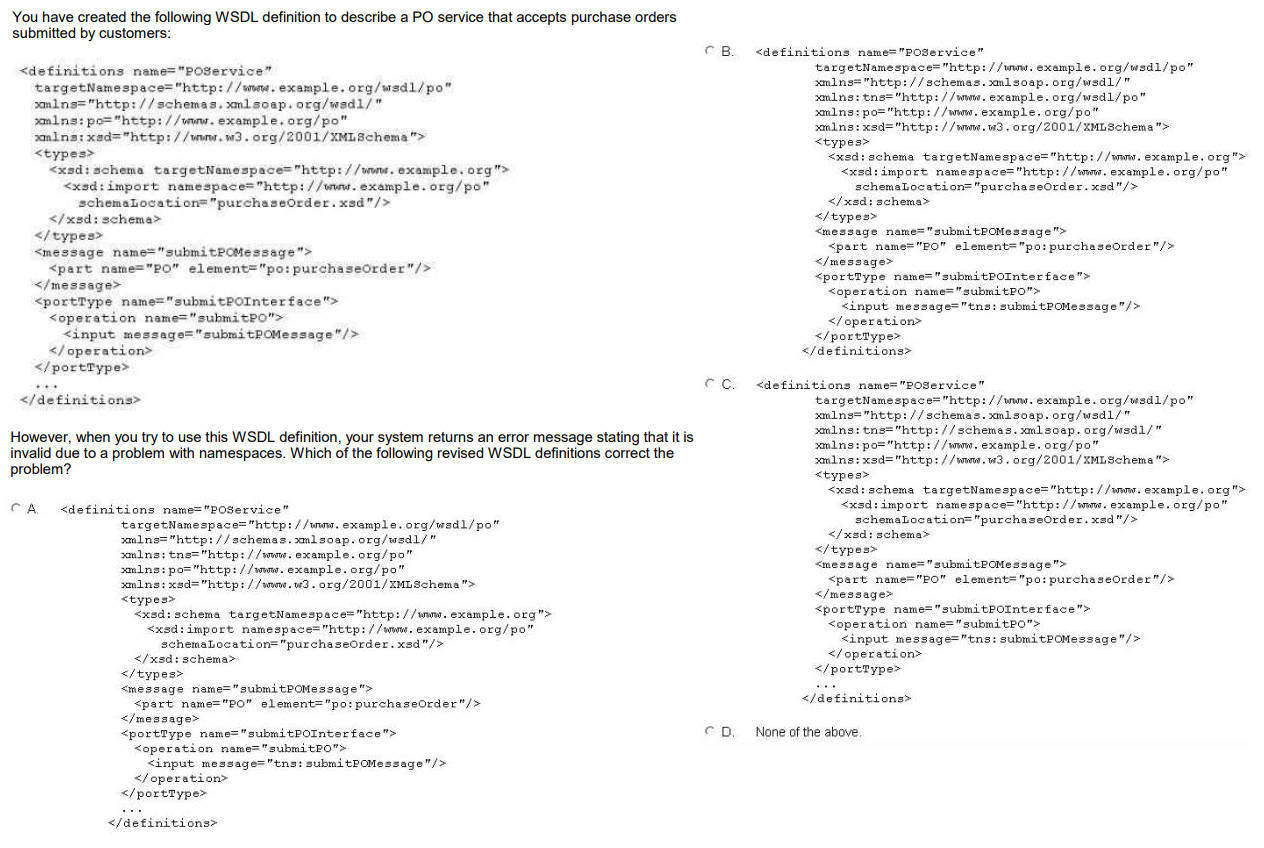 You have created the following WSDL definition to describe a PO service that accepts purchase orders
submitted by customers:
<definitions name="POService"
targetNamespace="http://www.example.org/wsdl/po"
xmlns="http://schemas.xmlsoap.org/wsdl/"
xmlns:po="http://www.example.org/po"
xmlns:xsd="http://www.w3.org/2001/XMLSchema">
<types>
<xsd:schema targetNamespace="http://www.example.org">
<xsd:import namespace="http://www.example.org/po"
schemaLocation="purchaseOrder.xsd"/>
</xsd:schema>
</types>
<message name="submitPOMessage">
<part name="PO" element="po:purchaseOrder"/>
</message>
<portType name="submitPOInterface">
<operation name="submitPO">
<input message="submitPOMessage"/>
</operation>
</portType>
...
</definitions>
However, when you try to use this WSDL definition, your system returns an error message stating that it is
invalid due to a problem with namespaces. Which of the following revised WSDL definitions correct the
problem?
A. <definitions name="POService"
targetNamespace="http://www.example.org/wsdl/po"
xmlns="http://schemas.xmlsoap.org/wsdl/"
xmlns:tns="http://www.example.org/po"
xmlns:po="http://www.example.org/po"
xmlns:xsd="http://www.w3.org/2001/XMLSchema">
<types>
<xsd:schema targetNamespace="http://www.example.org">
<xsd:import namespace="http://www.example.org/po"
schemaLocation="purchaseOrder.xsd"/>
</xsd:schema>
</types>
<message name="submitPOMessage">
<part name="PO" element="po:purchaseOrder"/>
</message>
<portType name="submitPOInterface">
<operation name="submitPO">
<input message="tns:submitPOMessage"/>
</operation>
</portType>
...
</definitions>
B. <definitions name="POService"
targetNamespace="http://www.example.org/wsdl/po"
xmlns="http://schemas.xmlsoap.org/wsdl/"
xmlns:tns="http://www.example.org/wsdl/po"
xmlns:po="http://www.example.org/po"
xmlns:xsd="http://www.w3.org/2001/XMLSchema">
<types>
<xsd:schema targetNamespace="http://www.example.org">
<xsd:import namespace="http://www.example.org/po"
schemaLocation="purchaseOrder.xsd"/>
</xsd:schema>
</types>
<message name="submitPOMessage">
<part name="PO" element="po:purchaseOrder"/>
</message>
<portType name="submitPOInterface">
<operation name="submitPO">
<input message="tns:submitPOMessage"/>
</operation>
</portType>
</definitions>
C. <definitions name="POService"
targetNamespace="http://www.example.org/wsdl/po"
xmlns="http://schemas.xmlsoap.org/wsdl/"
xmlns:tns="http://schemas.xmlsoap.org/wsdl/"
xmlns:po="http://www.example.org/po"
xmlns:xsd="http://www.w3.org/2001/XMLSchema">
<types>
<xsd:schema targetNamespace="http://www.example.org">
<xsd:import namespace="http://www.example.org/po"
schemaLocation="purchaseOrder.xsd"/>
</xsd:schema>
</types>
<message name="submitPOMessage">
<part name="PO" element="po:purchaseOrder"/>
</message>
<portType name="submitPOInterface">
<operation name="submitPO">
<input message="tns:submitPOMessage"/>
</operation>
</portType>
...
</definitions>
D. None of the above.